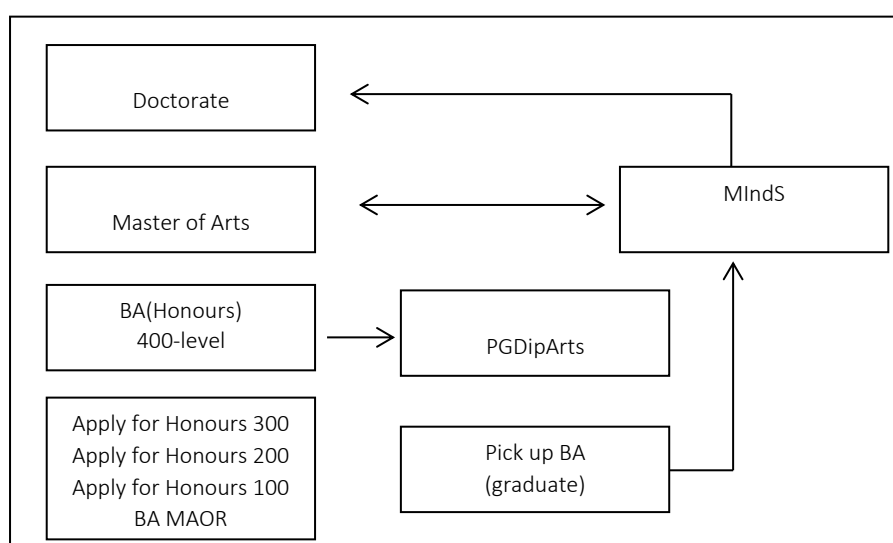 Doctorate
MIndS
Master of Arts
BA(Honours)
400-level
PGDipArts
Apply for Honours 300
Apply for Honours 200
Apply for Honours 100
BA MAOR
Pick up BA
(graduate)